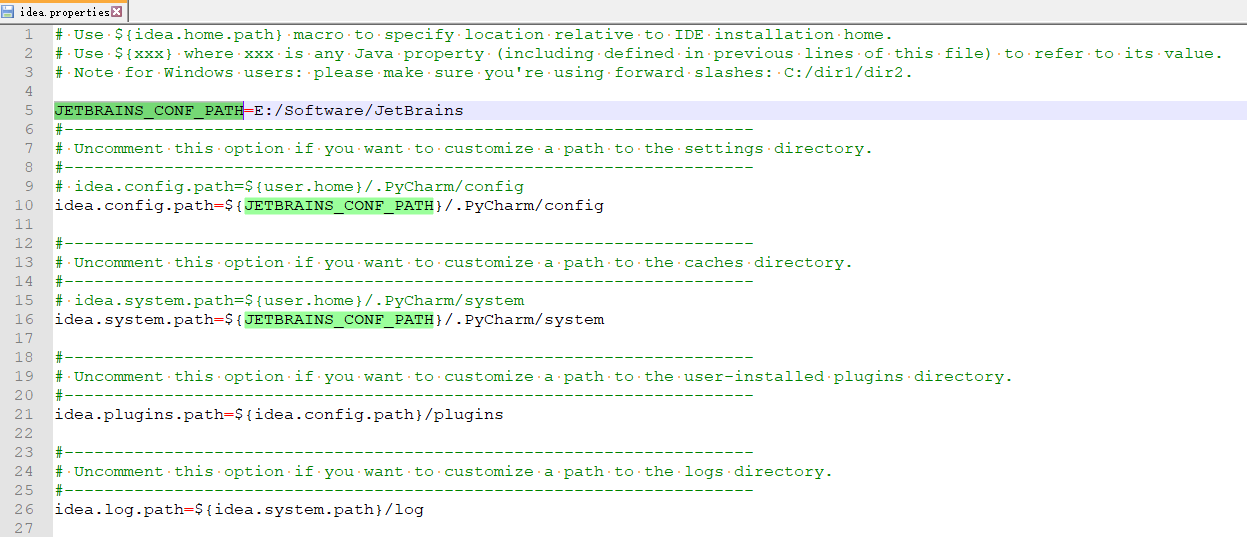 idea.properties
1 # Use ${idea.home.path} macro to specify location relative to IDE installation home.
2 # Use ${xxx} where xxx is any Java property (including defined in previous lines of this file) to refer to its value.
3 # Note for Windows users: please make sure you're using forward slashes: C:/dir1/dir2.
4
5 JETBRAINS_CONF_PATH=E:/Software/JetBrains
6 #---------------------------------------------------------------------
7 # Uncomment this option if you want to customize a path to the settings directory.
8 #---------------------------------------------------------------------
9 # idea.config.path=${user.home}/.PyCharm/config
10 idea.config.path=${JETBRAINS_CONF_PATH}/.PyCharm/config
11
12 #---------------------------------------------------------------------
13 # Uncomment this option if you want to customize a path to the caches directory.
14 #---------------------------------------------------------------------
15 # idea.system.path=${user.home}/.PyCharm/system
16 idea.system.path=${JETBRAINS_CONF_PATH}/.PyCharm/system
17
18 #---------------------------------------------------------------------
19 # Uncomment this option if you want to customize a path to the user-installed plugins directory.
20 #---------------------------------------------------------------------
21 idea.plugins.path=${idea.config.path}/plugins
22
23 #---------------------------------------------------------------------
24 # Uncomment this option if you want to customize a path to the logs directory.
25 #---------------------------------------------------------------------
26 idea.log.path=${idea.system.path}/log
27